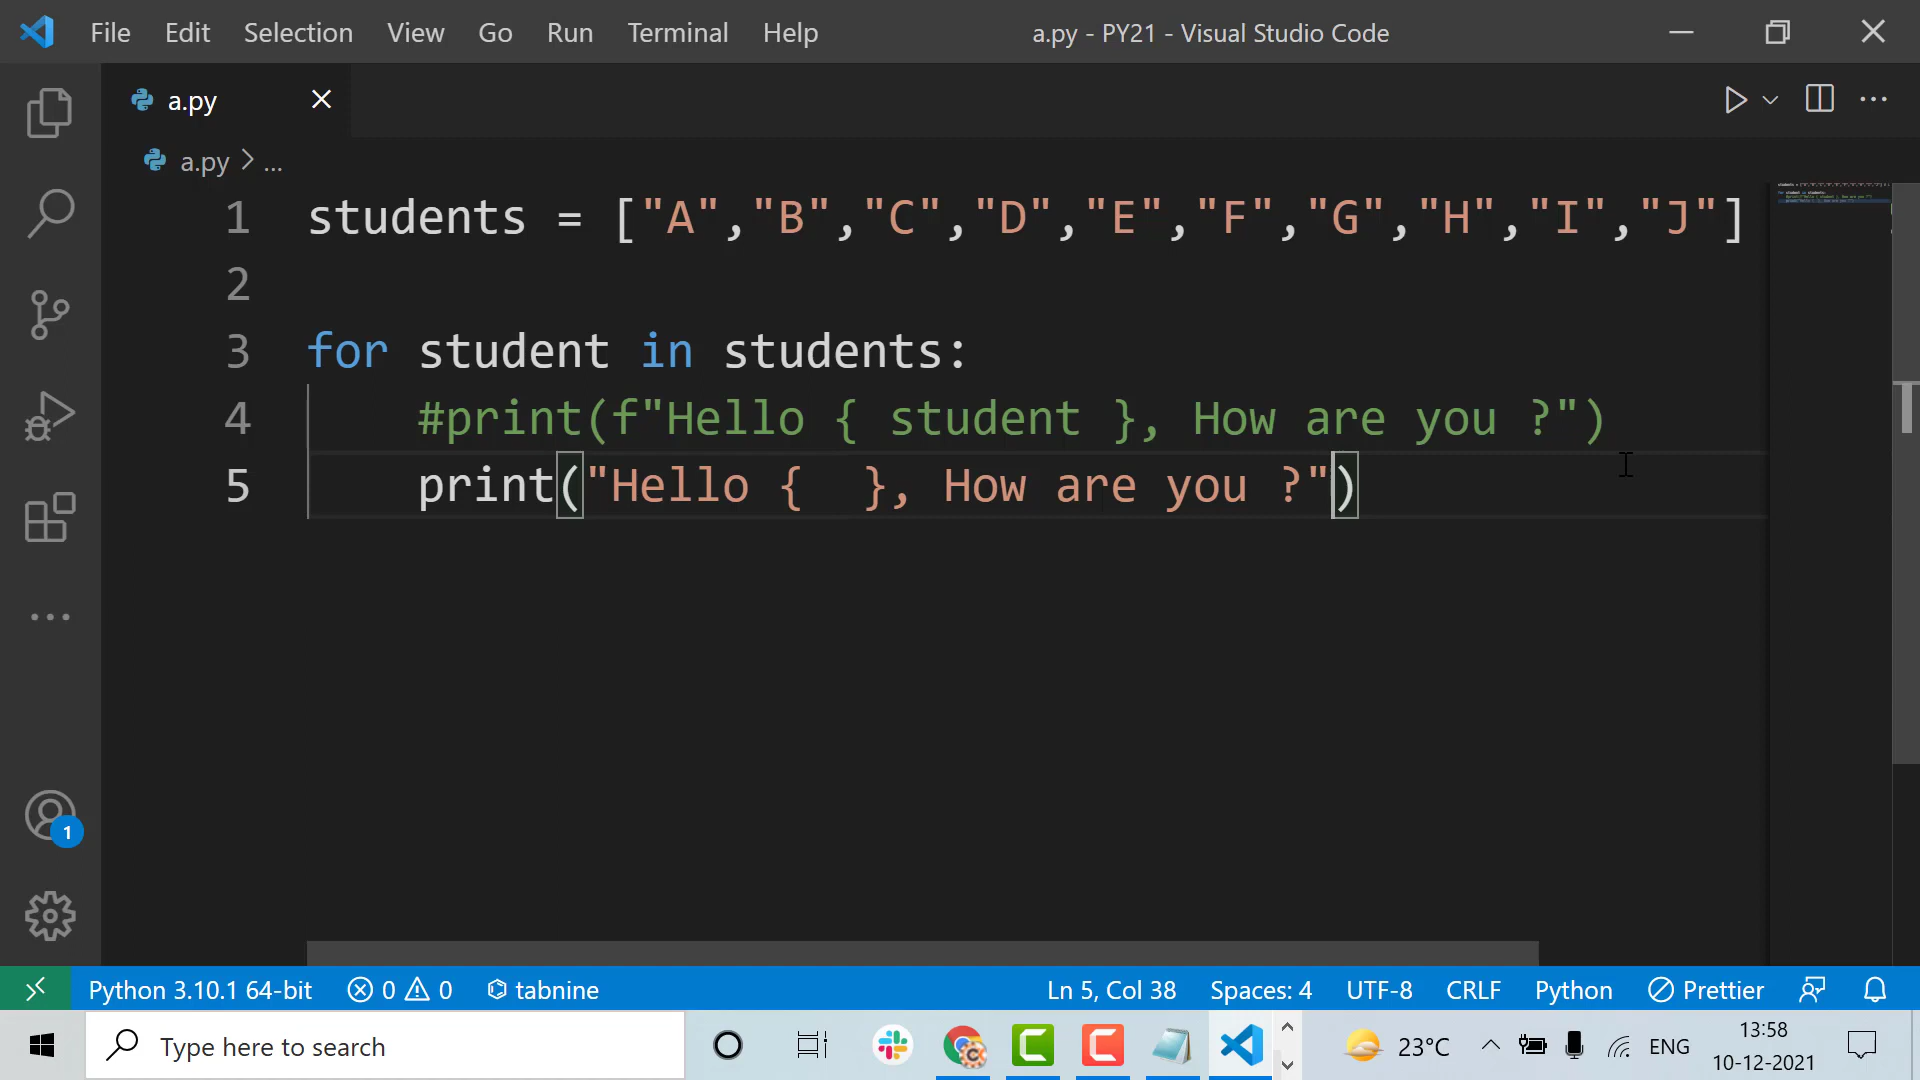 File Edit Selection View Go Run Terminal Help a.py - PY21 - Visual Studio Code
a.py
a.py > ...
1 students = ["A","B","C","D","E","F","G","H","I","J"]
2
3 for student in students:
4 #print(f"Hello { student }, How are you ?")
5 print("Hello {  }, How are you ?")
1
Python 3.10.1 64-bit 0 0 tabnine Ln 5, Col 38 Spaces: 4 UTF-8 CRLF Python Prettier
Type here to search 23°C ENG 13:58
10-12-2021